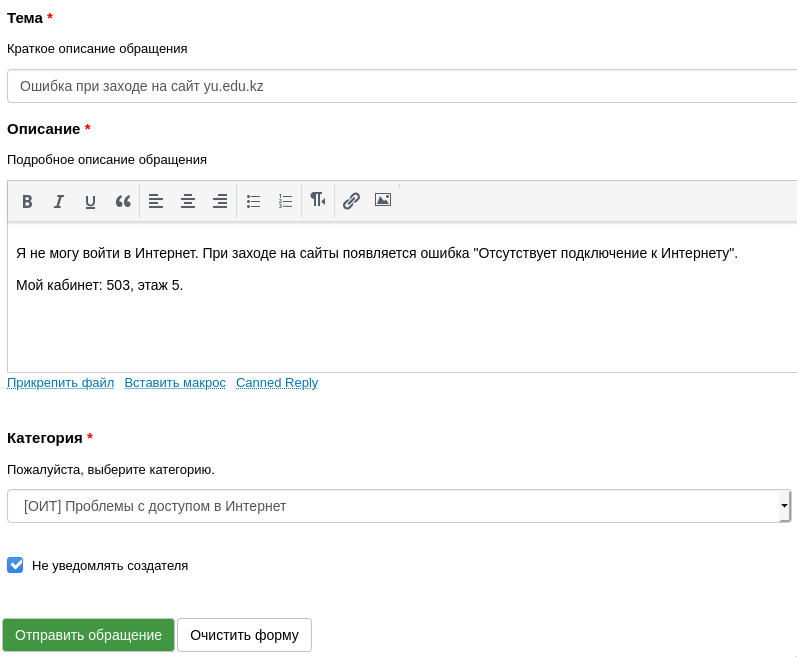 Тема *
Краткое описание обращения
Ошибка при заходе на сайт yu.edu.kz
Описание *
Подробное описание обращения
Я не могу войти в Интернет. При заходе на сайты появляется ошибка "Отсутствует подключение к Интернету".
Мой кабинет: 503, этаж 5.
Прикрепить файл Вставить макрос Canned Reply
Категория *
Пожалуйста, выберите категорию.
[ОИТ] Проблемы с доступом в Интернет
Не уведомлять создателя
Отправить обращение Очистить форму